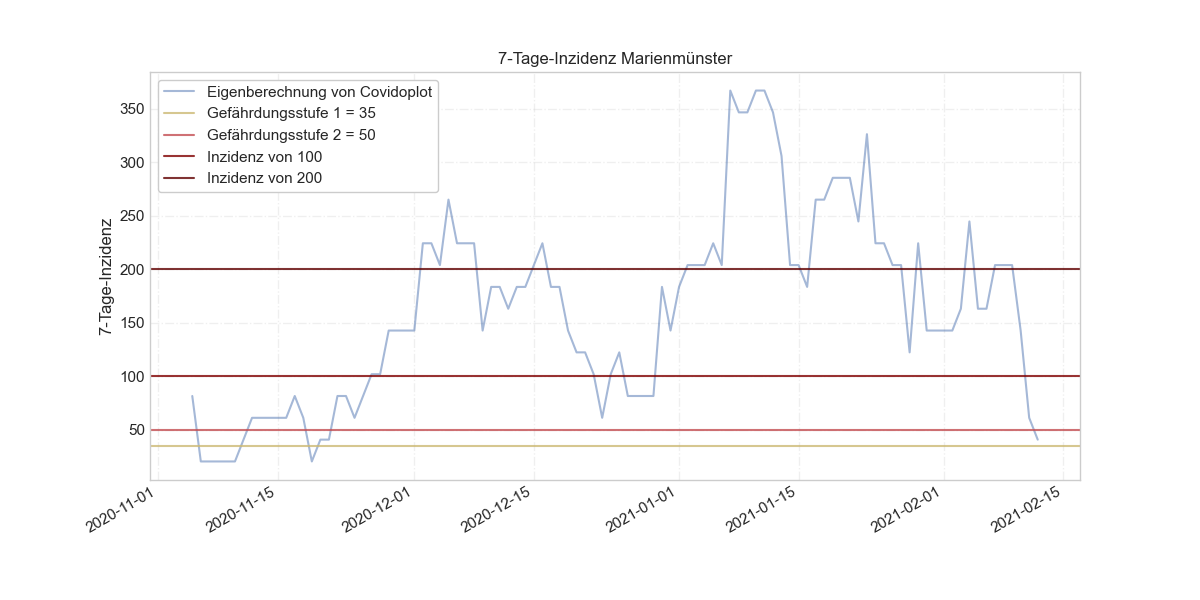 7-Tage-Inzidenz Marienmünster
Eigenberechnung von Covidoplot
Gefährdungsstufe 1 = 35
Gefährdungsstufe 2 = 50
Inzidenz von 100
Inzidenz von 200
7-Tage-Inzidenz
350
300
250
200
150
100
50
2020-11-01
2020-11-15
2020-12-01
2020-12-15
2021-01-01
2021-01-15
2021-02-01
2021-02-15